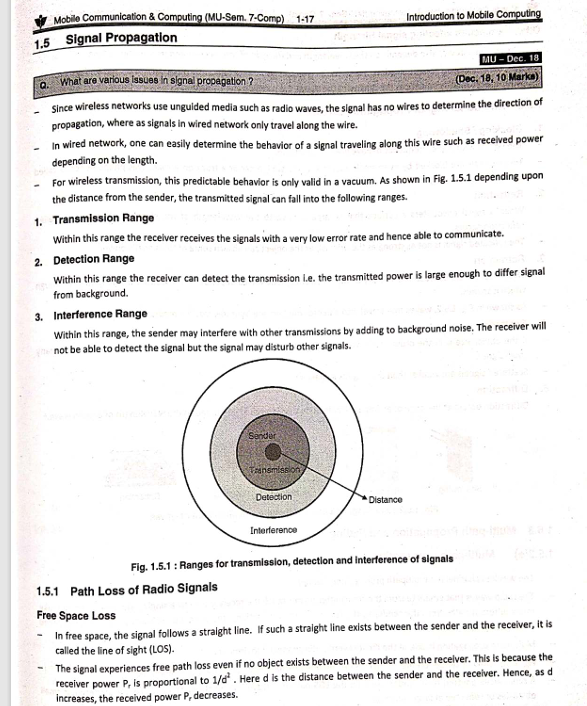 Mobile Communication & Computing (MU-Sem. 7-Comp) 1-17 Introduction to Mobile Computing
1.5 Signal Propagation
MU – Dec. 18
Q. What are various issues in signal propagation ? (Dec. 18, 10 Marks)
– Since wireless networks use unguided media such as radio waves, the signal has no wires to determine the direction of
propagation, where as signals in wired network only travel along the wire.
– In wired network, one can easily determine the behavior of a signal traveling along this wire such as received power
depending on the length.
– For wireless transmission, this predictable behavior is only valid in a vacuum. As shown in Fig. 1.5.1 depending upon
the distance from the sender, the transmitted signal can fall into the following ranges.
1. Transmission Range
Within this range the receiver receives the signals with a very low error rate and hence able to communicate.
2. Detection Range
Within this range the receiver can detect the transmission i.e. the transmitted power is large enough to differ signal
from background.
3. Interference Range
Within this range, the sender may interfere with other transmissions by adding to background noise. The receiver will
not be able to detect the signal but the signal may disturb other signals.
Sender
Transmission
Detection
Distance
Interference
Fig. 1.5.1 : Ranges for transmission, detection and interference of signals
1.5.1 Path Loss of Radio Signals
Free Space Loss
– In free space, the signal follows a straight line. If such a straight line exists between the sender and the receiver, it is
called the line of sight (LOS).
– The signal experiences free path loss even if no object exists between the sender and the receiver. This is because the
receiver power Pᵣ is proportional to 1/d². Here d is the distance between the sender and the receiver. Hence, as d
increases, the received power Pᵣ decreases.